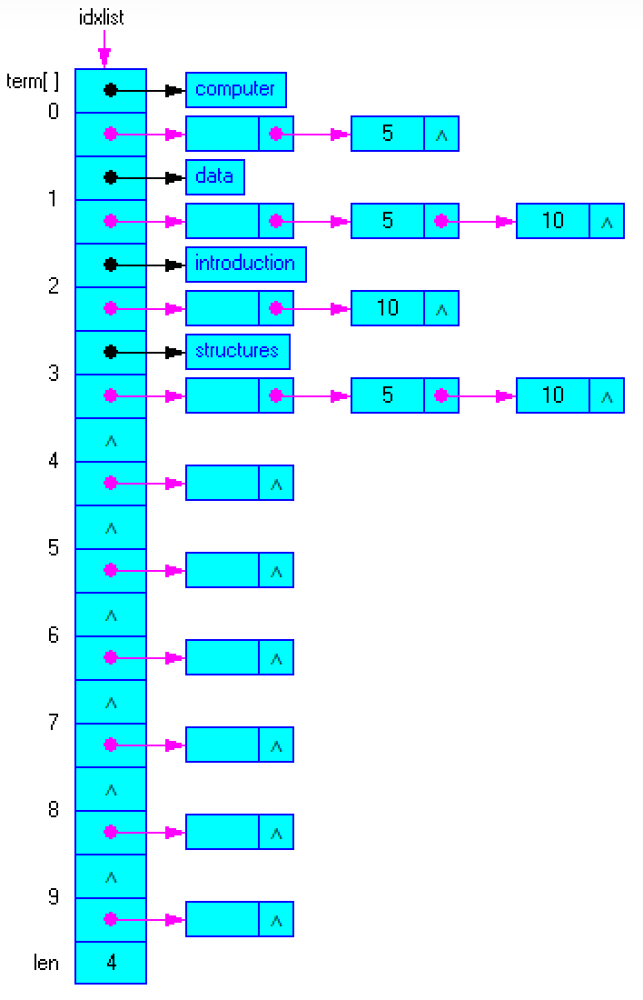 idxlist
term[ ]
computer
0
5 ^
data
1
5 10 ^
introduction
2
10 ^
structures
3
5 10 ^
^
4
^
^
5
^
^
6
^
^
7
^
^
8
^
^
9
^
len 4